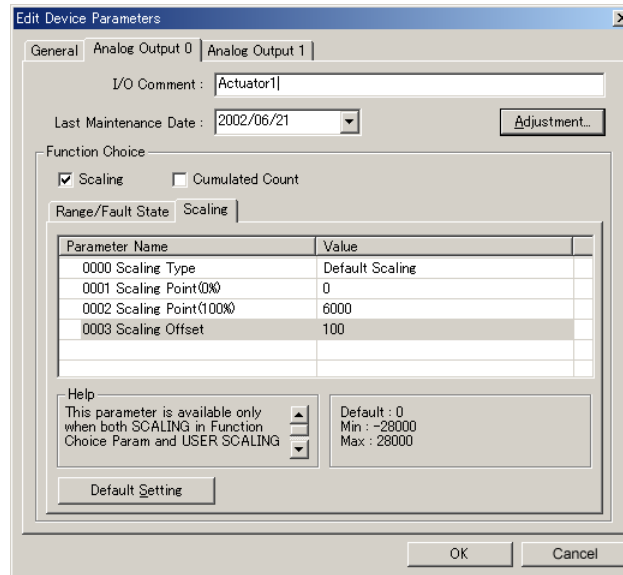 Edit Device Parameters
General Analog Output 0 Analog Output 1
I/O Comment : Actuator1
Last Maintenance Date : 2002/06/21 Adjustment...
Function Choice
Scaling Cumulated Count
Range/Fault State Scaling
Parameter Name Value
0000 Scaling Type Default Scaling
0001 Scaling Point(0%) 0
0002 Scaling Point(100%) 6000
0003 Scaling Offset 100
Help
This parameter is available only
when both SCALING in Function
Choice Param and USER SCALING
Default : 0
Min : -28000
Max : 28000
Default Setting
OK Cancel